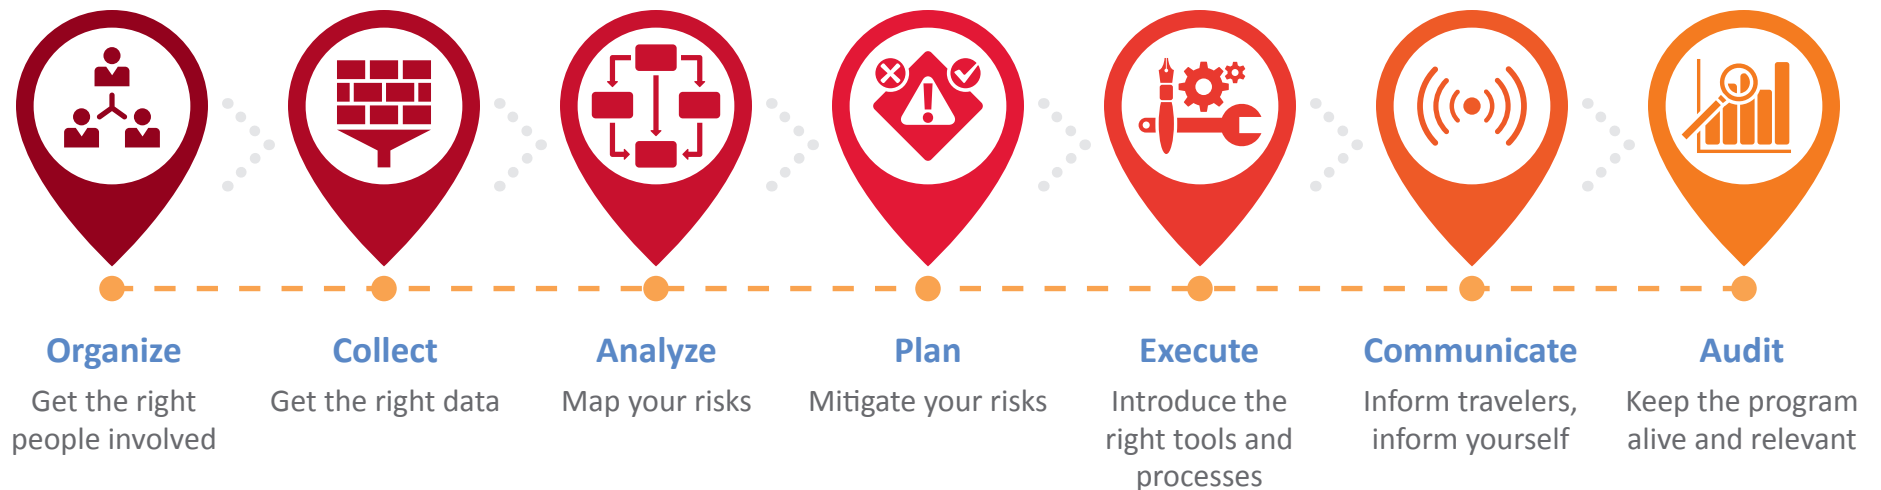 Organize
Get the right
people involved
Collect
Get the right data
Analyze
Map your risks
Plan
Mitigate your risks
Execute
Introduce the
right tools and
processes
Communicate
Inform travelers,
inform yourself
Audit
Keep the program
alive and relevant